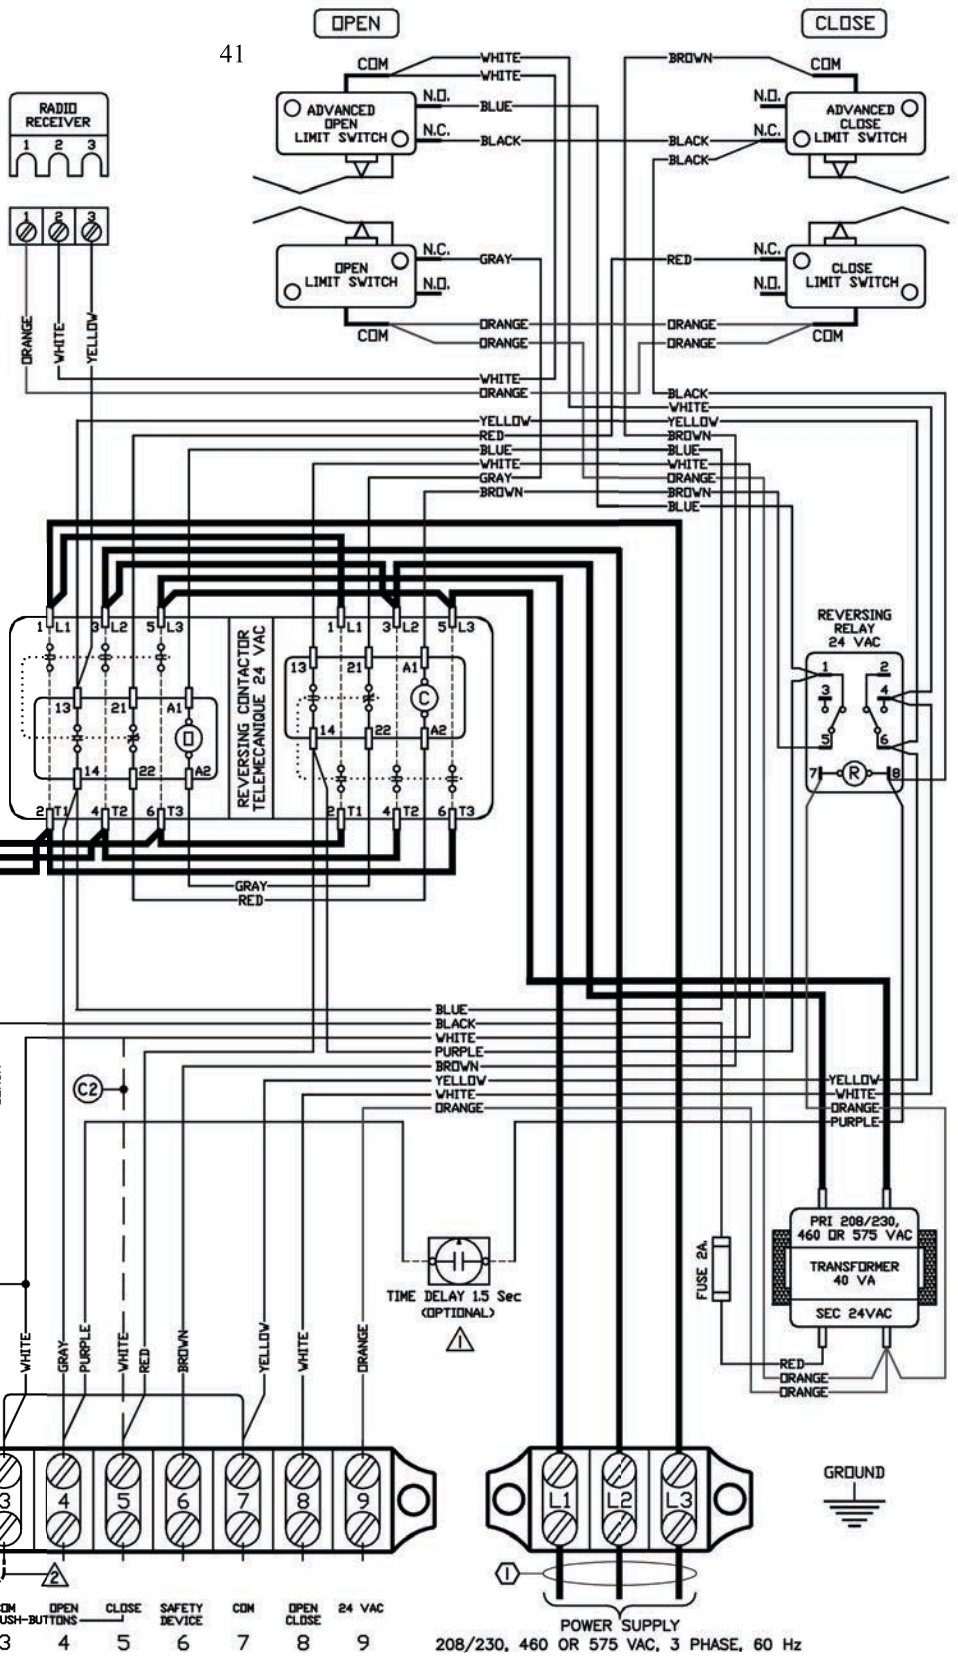 OPEN
CLOSE
41
COM
WHITE
WHITE
BROWN
COM
RADIO
RECEIVER
1 2 3
ADVANCED
OPEN
LIMIT SWITCH
N.O.
BLUE
N.C.
BLACK
BLACK
BLACK
N.O.
N.C.
ADVANCED
CLOSE
LIMIT SWITCH
1 2 3
OPEN
LIMIT SWITCH
N.C.
GRAY
N.O.
RED
N.C.
N.O.
CLOSE
LIMIT SWITCH
ORANGE
WHITE
YELLOW
COM
ORANGE
ORANGE
ORANGE
ORANGE
COM
WHITE
ORANGE
BLACK
WHITE
YELLOW
YELLOW
RED
BROWN
BLUE
BLUE
WHITE
WHITE
GRAY
ORANGE
BROWN
BROWN
BLUE
REVERSING
RELAY
24 VAC
1 2
3 4
5 6
7 R 8
1 L1 3 L2 5 L3
1 L1 3 L2 5 L3
REVERSING CONTACTOR
TELEMECANIQUE 24 VAC
13 21 A1
C
14 22 A2
13 21 A1
O
14 22 A2
2 T1 4 T2 6 T3
2 T1 4 T2 6 T3
GRAY
RED
BLUE
BLACK
WHITE
PURPLE
BROWN
YELLOW
WHITE
ORANGE
YELLOW
WHITE
ORANGE
PURPLE
C2
PRI 208/230,
460 OR 575 VAC
TRANSFORMER
40 VA
SEC 24VAC
FUSE 2A.
TIME DELAY 1.5 Sec
(OPTIONAL)
1
WHITE
GRAY
PURPLE
WHITE
RED
BROWN
YELLOW
WHITE
ORANGE
RED
ORANGE
ORANGE
3 4 5 6 7 8 9
L1 L2 L3
GROUND
2
1
OM OPEN CLOSE SAFETY COM OPEN 24 VAC
USH-BUTTONS DEVICE CLOSE
3 4 5 6 7 8 9
POWER SUPPLY
208/230, 460 OR 575 VAC, 3 PHASE, 60 Hz